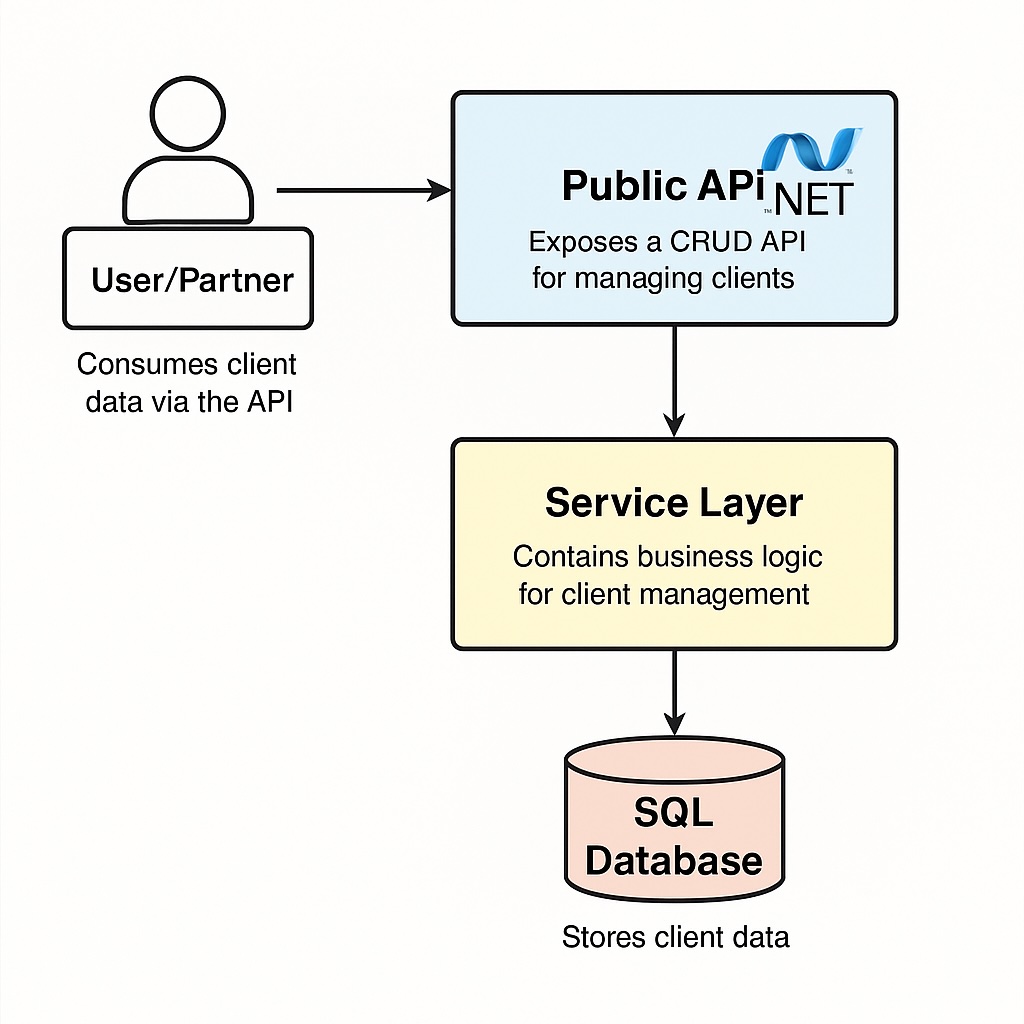 User/Partner
Consumes client
data via the API
Public APi
™NET™
Exposes a CRUD API
for managing clients
Service Layer
Contains business logic
for client management
SQL
Database
Stores client data